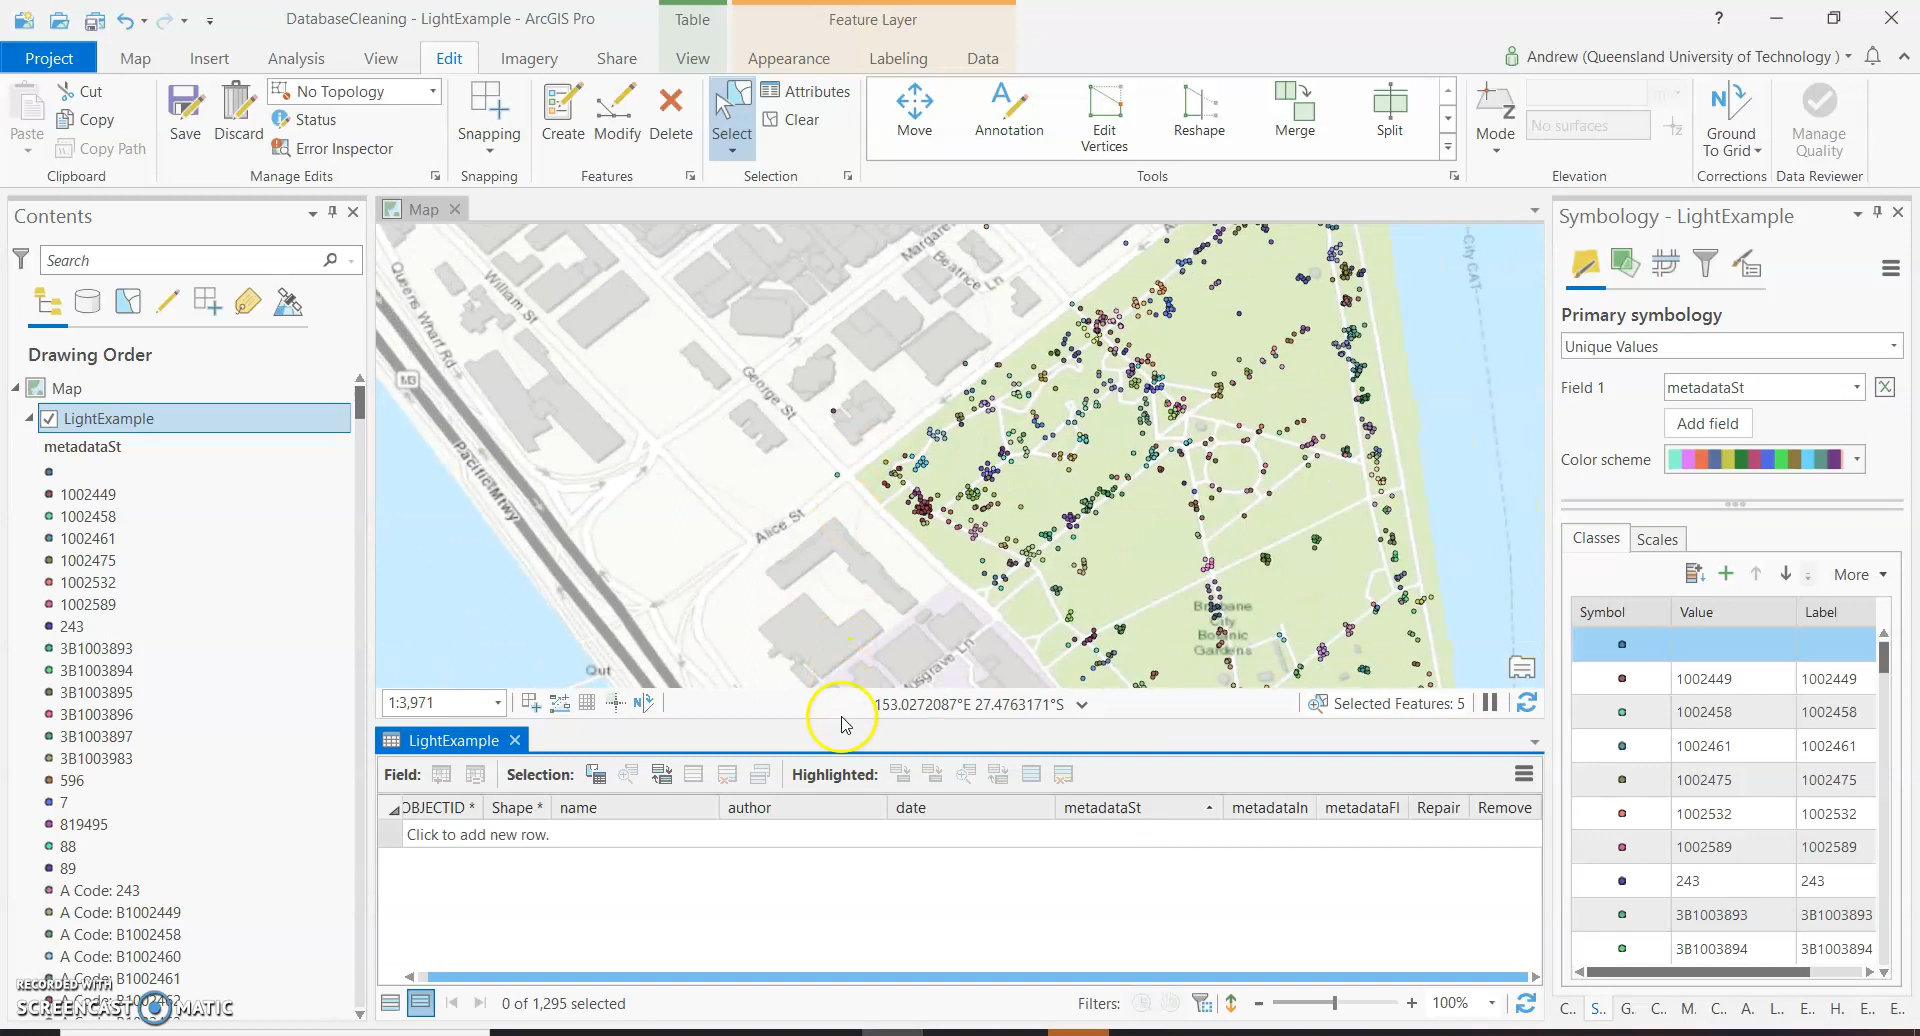 DatabaseCleaning - LightExample - ArcGIS Pro
Table
Feature Layer
?
Project
Map
Insert
Analysis
View
Edit
Imagery
Share
View
Appearance
Labeling
Data
Andrew (Queensland University of Technology )
Paste
Cut
Copy
Copy Path
Clipboard
Save
Discard
No Topology
Status
Error Inspector
Manage Edits
Snapping
Snapping
Create
Modify
Delete
Features
Select
Attributes
Clear
Selection
Move
Annotation
Edit
Vertices
Reshape
Merge
Split
Tools
Mode
No surfaces
Elevation
Ground
To Grid
Corrections
Manage
Quality
Data Reviewer
Contents
Search
Drawing Order
Map
LightExample
metadataSt
1002449
1002458
1002461
1002475
1002532
1002589
243
3B1003893
3B1003894
3B1003895
3B1003896
3B1003897
3B1003983
596
7
819495
88
89
A Code: 243
A Code: B1002449
A Code: B1002458
A Code: B1002460
A Code: B1002461
RECORDED WITH
SCREENCAST MATIC
Map
Queens Wharf Rd
William St
Beatrice Ln
M3
George St
Pacific Mwy
Alice St
Qut
Brisbane
City
Botanic
Gardens
-City CAT-
1:3,971
153.0272087°E 27.4763171°S
Selected Features: 5
LightExample
Field:
Selection:
Highlighted:
OBJECTID *
Shape *
name
author
date
metadataSt
metadataIn
metadataFl
Repair
Remove
Click to add new row.
0 of 1,295 selected
Filters:
100%
Symbology - LightExample
Primary symbology
Unique Values
Field 1
metadataSt
Add field
Color scheme
Classes
Scales
More
Symbol
Value
Label
1002449 1002449
1002458 1002458
1002461 1002461
1002475 1002475
1002532 1002532
1002589 1002589
243 243
3B1003893 3B1003893
3B1003894 3B1003894
C... S... G. C... M. C... A. L... E... H. E... E...